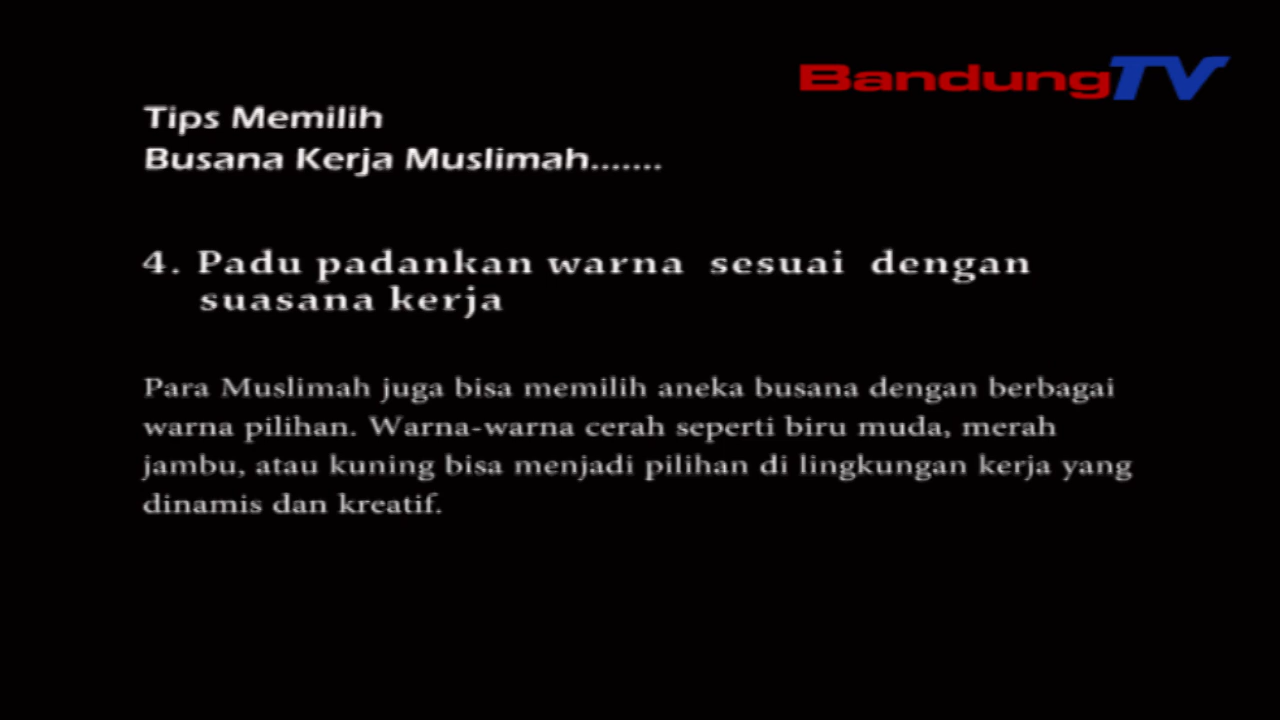 BandungTV
Tips Memilih
Busana Kerja Muslimah.......
4. Padu padankan warna sesuai dengan
suasana kerja
Para Muslimah juga bisa memilih aneka busana dengan berbagai
warna pilihan. Warna-warna cerah seperti biru muda, merah
jambu, atau kuning bisa menjadi pilihan di lingkungan kerja yang
dinamis dan kreatif.